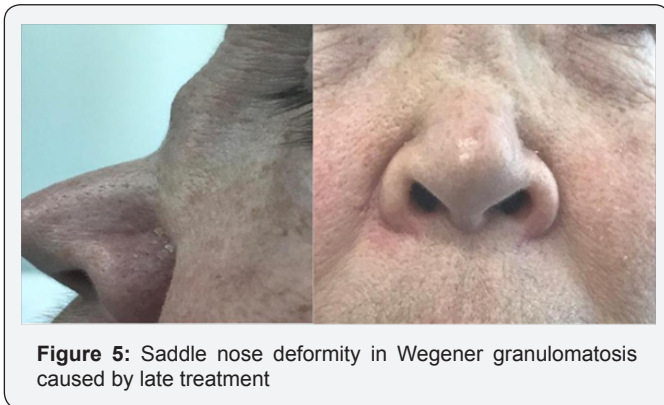 Figure 5: Saddle nose deformity in Wegener granulomatosis
caused by late treatment